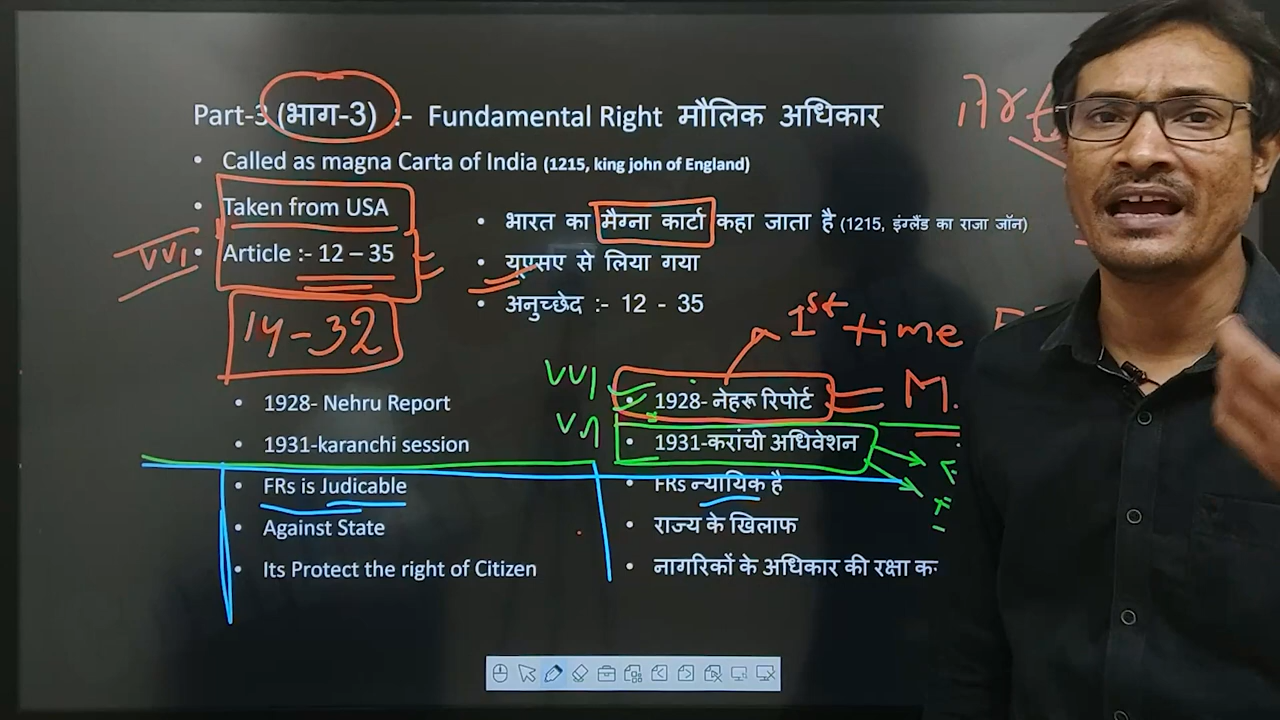 Part-3 (भाग-3) :- Fundamental Right मौलिक अधिकार
• Called as magna Carta of India (1215, king john of England)
• Taken from USA
VVI • Article :- 12 – 35
14-32
• भारत का मैग्ना कार्टा कहा जाता है (1215, इंग्लैंड का राजा जॉन)
• यूएसए से लिया गया
• अनुच्छेद :- 12 - 35
1st time
• 1928- Nehru Report
• 1931-karanchi session
• FRs is Judicable
• Against State
• Its Protect the right of Citizen
VVI • 1928- नेहरू रिपोर्ट M.
• 1931-करांची अधिवेशन
• FRs न्यायिक है
• राज्य के खिलाफ
• नागरिकों के अधिकार की रक्षा